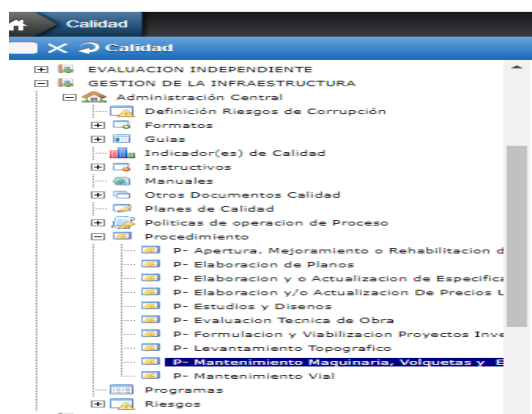 Calidad
Calidad
EVALUACION INDEPENDIENTE
GESTION DE LA INFRAESTRUCTURA
Administración Central
Definición Riesgos de Corrupción
Formatos
Guias
Indicador(es) de Calidad
Instructivos
Manuales
Otros Documentos Calidad
Planes de Calidad
Politicas de operacion de Proceso
Procedimiento
P- Apertura, Mejoramiento o Rehabilitacion d
P- Elaboracion de Planos
P- Elaboracion y o Actualizacion de Especifica
P- Elaboracion y/o Actualizacion De Precios U
P- Estudios y Disenos
P- Evaluacion Tecnica de Obra
P- Formulacion y Viabilizacion Proyectos Inve
P- Levantamiento Topografico
P- Mantenimiento Maquinaria, Volquetas y E
P- Mantenimiento Vial
Programas
Riesgos